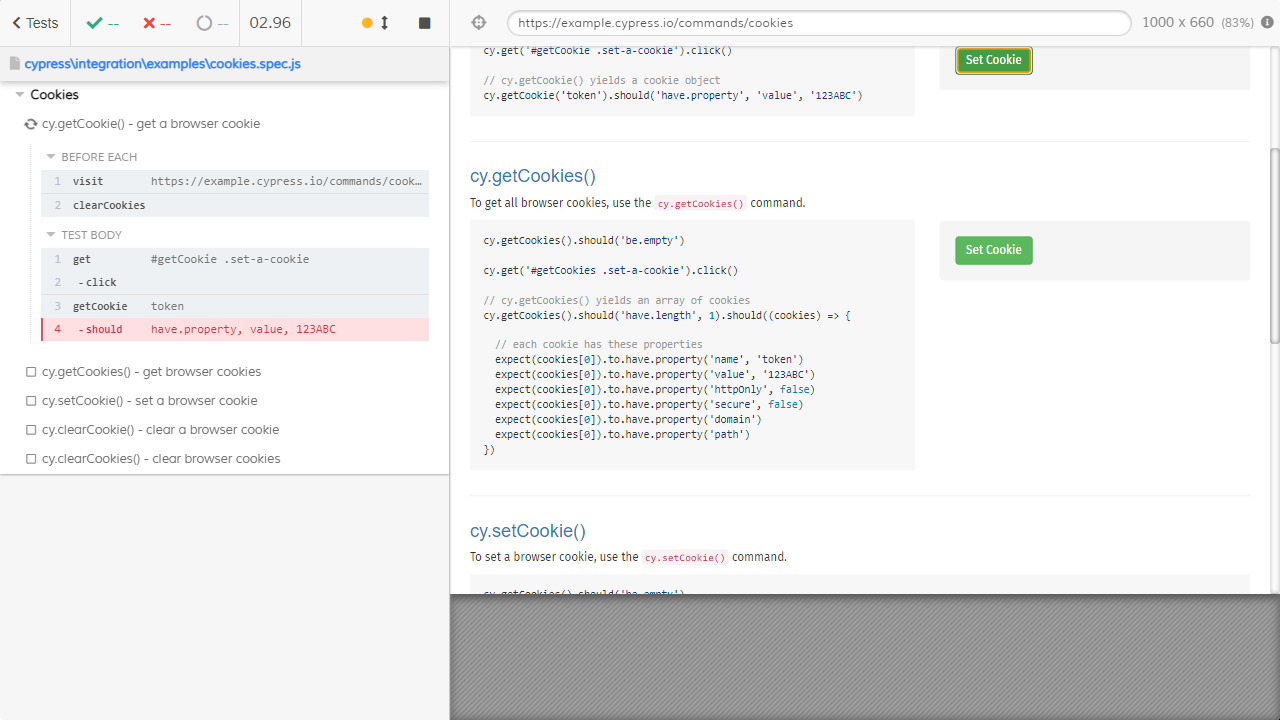 Tests
--
--
--
02.96
https://example.cypress.io/commands/cookies
1000 x 660 (83%)
cypress\integration\examples\cookies.spec.js
Cookies
cy.getCookie() - get a browser cookie
BEFORE EACH
1 visit https://example.cypress.io/commands/cook…
2 clearCookies
TEST BODY
1 get #getCookie .set-a-cookie
2 - click
3 getCookie token
4 - should have.property, value, 123ABC
cy.getCookies() - get browser cookies
cy.setCookie() - set a browser cookie
cy.clearCookie() - clear a browser cookie
cy.clearCookies() - clear browser cookies
cy.get('#getCookie .set-a-cookie').click()
// cy.getCookie() yields a cookie object
cy.getCookie('token').should('have.property', 'value', '123ABC')
Set Cookie
cy.getCookies()
To get all browser cookies, use the cy.getCookies() command.
cy.getCookies().should('be.empty')
cy.get('#getCookies .set-a-cookie').click()
// cy.getCookies() yields an array of cookies
cy.getCookies().should('have.length', 1).should((cookies) => {
// each cookie has these properties
expect(cookies[0]).to.have.property('name', 'token')
expect(cookies[0]).to.have.property('value', '123ABC')
expect(cookies[0]).to.have.property('httpOnly', false)
expect(cookies[0]).to.have.property('secure', false)
expect(cookies[0]).to.have.property('domain')
expect(cookies[0]).to.have.property('path')
})
Set Cookie
cy.setCookie()
To set a browser cookie, use the cy.setCookie() command.
cy.getCookies().should('be.empty')